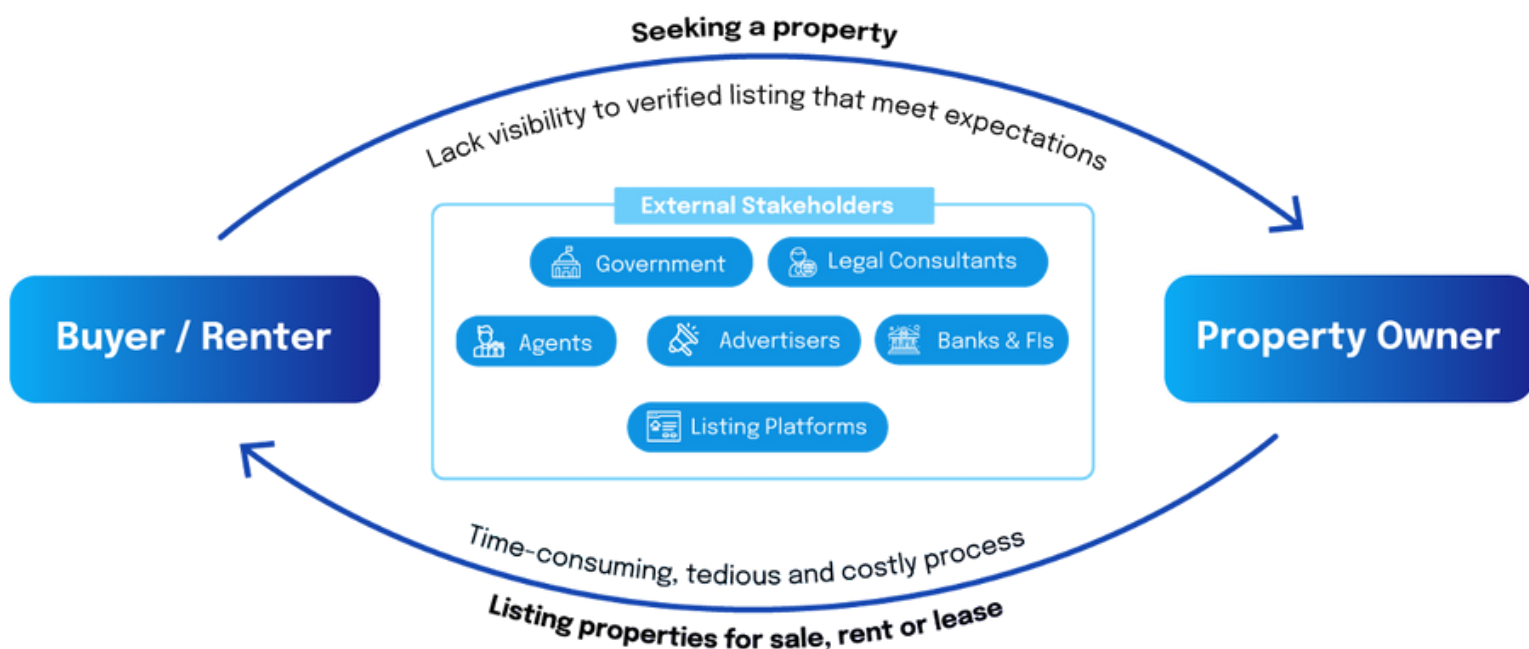 Seeking a property
Lack visibility to verified listing that meet expectations
External Stakeholders
Government
Legal Consultants
Buyer / Renter
Agents
Advertisers
Banks & FIs
Property Owner
Listing Platforms
Time-consuming, tedious and costly process
Listing properties for sale, rent or lease